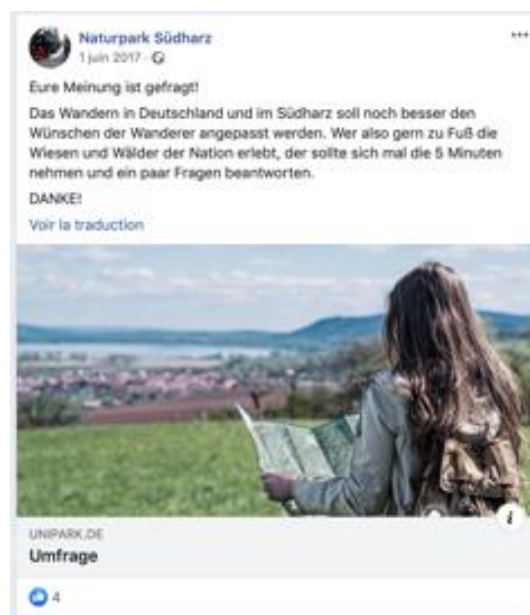 Naturpark Südharz
1 juin 2017 ·
Eure Meinung ist gefragt!
Das Wandern in Deutschland und im Südharz soll noch besser den
Wünschen der Wanderer angepasst werden. Wer also gern zu Fuß die
Wiesen und Wälder der Nation erlebt, der sollte sich mal die 5 Minuten
nehmen und ein paar Fragen beantworten.
DANKE!
Voir la traduction
i
UNIPARK.DE
Umfrage
4